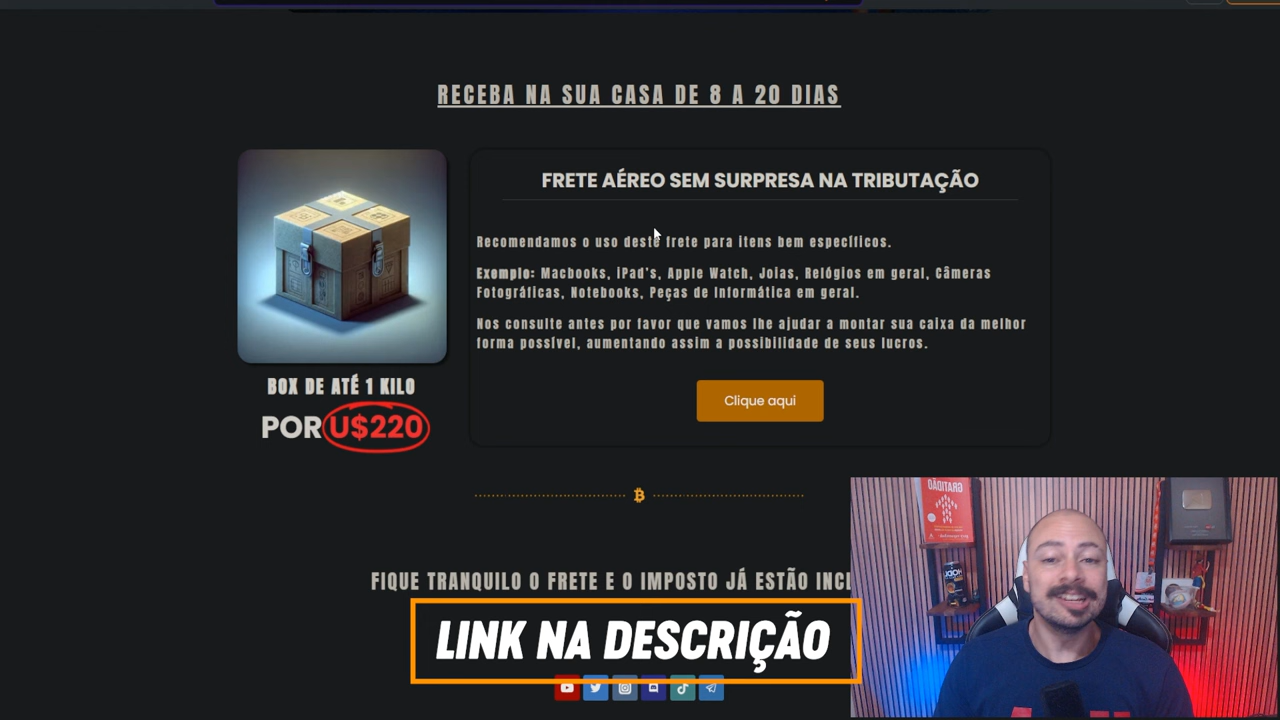 RECEBA NA SUA CASA DE 8 A 20 DIAS
FRETE AÉREO SEM SURPRESA NA TRIBUTAÇÃO
Recomendamos o uso deste frete para itens bem específicos.
Exemplo: Macbooks, iPad's, Apple Watch, Joias, Relógios em geral, Câmeras
Fotográficas, Notebooks, Peças de Informática em geral.
Nos consulte antes por favor que vamos lhe ajudar a montar sua caixa da melhor
forma possível, aumentando assim a possibilidade de seus lucros.
Clique aqui
BOX DE ATÉ 1 KILO
POR U$220
FIQUE TRANQUILO O FRETE E O IMPOSTO JÁ ESTÃO INCL
LINK NA DESCRIÇÃO
GRATIDÃO